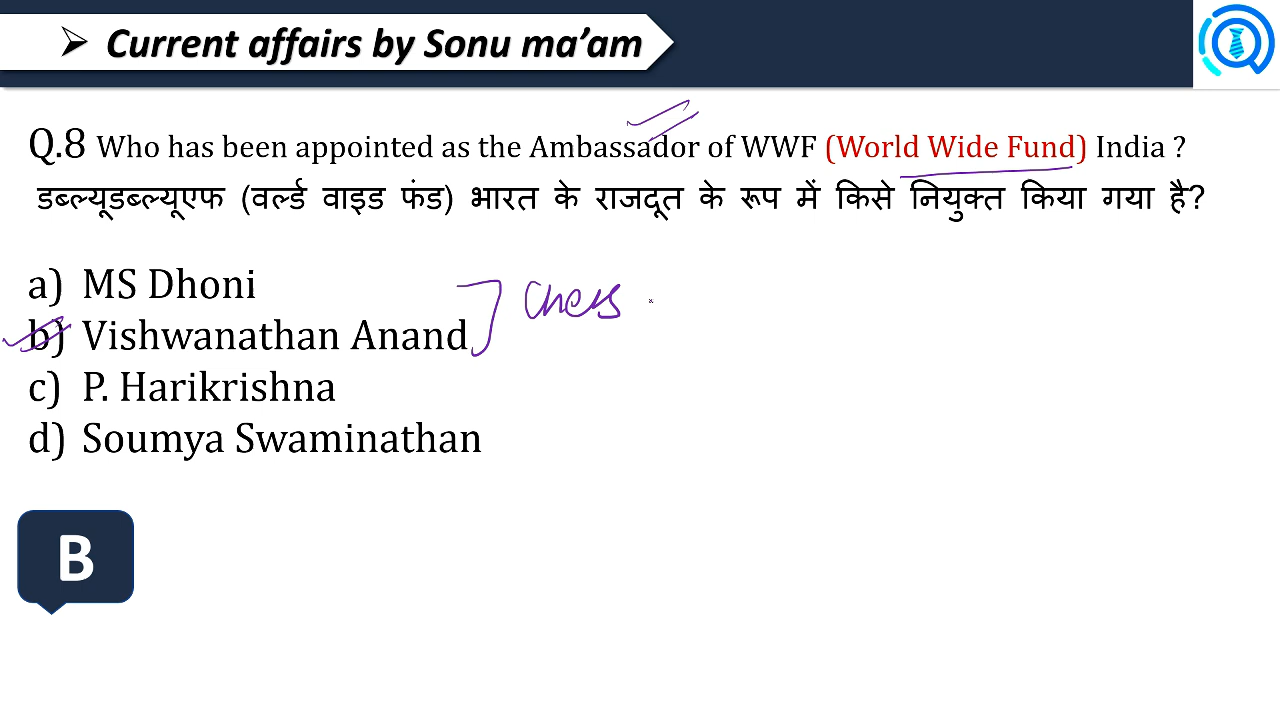 ➢ Current affairs by Sonu ma’am
Q.8 Who has been appointed as the Ambassador of WWF (World Wide Fund) India ?
डब्ल्यूडब्ल्यूएफ (वर्ल्ड वाइड फंड) भारत के राजदूत के रूप में किसे नियुक्त किया गया है?
a) MS Dhoni
b) Vishwanathan Anand
Chess
c) P. Harikrishna
d) Soumya Swaminathan
B